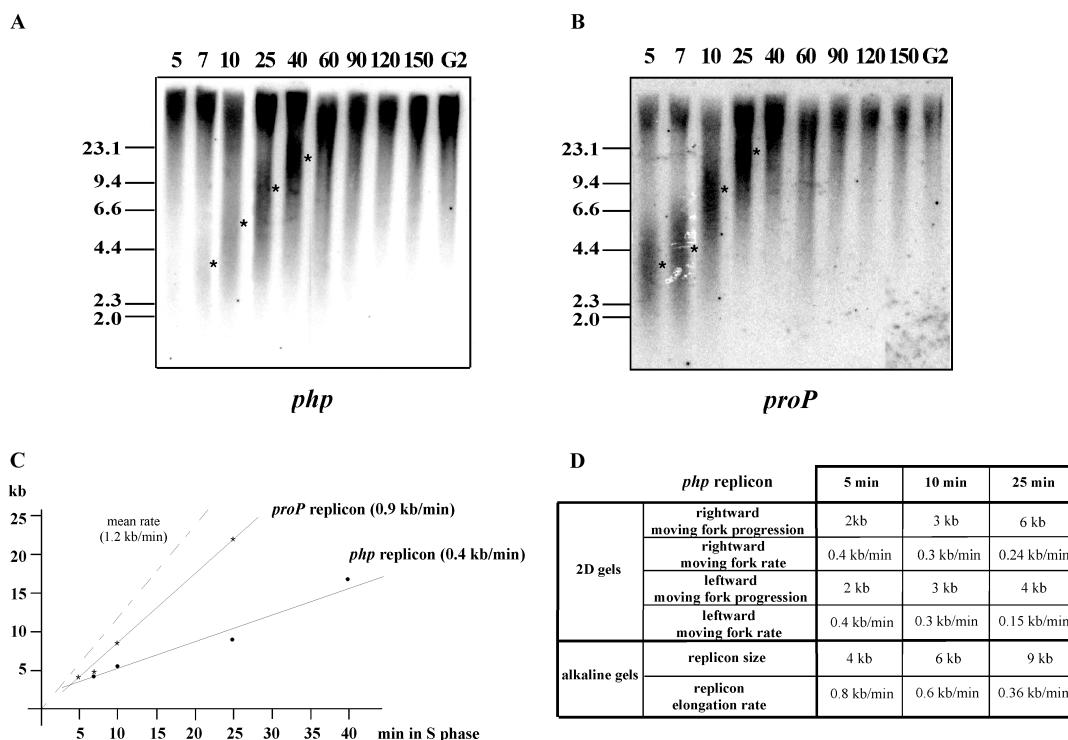 A
5 7 10 25 40 60 90 120 150 G2
23.1
9.4
6.6
4.4
2.3
2.0
*
*
*
*
php
B
5 7 10 25 40 60 90 120 150 G2
23.1
9.4
6.6
4.4
2.3
2.0
*
*
*
*
proP
C
kb
25
20
15
10
5
mean rate
(1.2 kb/min)
proP replicon (0.9 kb/min)
php replicon (0.4 kb/min)
5 10 15 20 25 30 35 40 min in S phase
D
php replicon 5 min 10 min 25 min
2D gels
rightward
moving fork progression 2kb 3 kb 6 kb
rightward
moving fork rate 0.4 kb/min 0.3 kb/min 0.24 kb/min
leftward
moving fork progression 2 kb 3 kb 4 kb
leftward
moving fork rate 0.4 kb/min 0.3 kb/min 0.15 kb/min
alkaline gels
replicon size 4 kb 6 kb 9 kb
replicon
elongation rate 0.8 kb/min 0.6 kb/min 0.36 kb/min